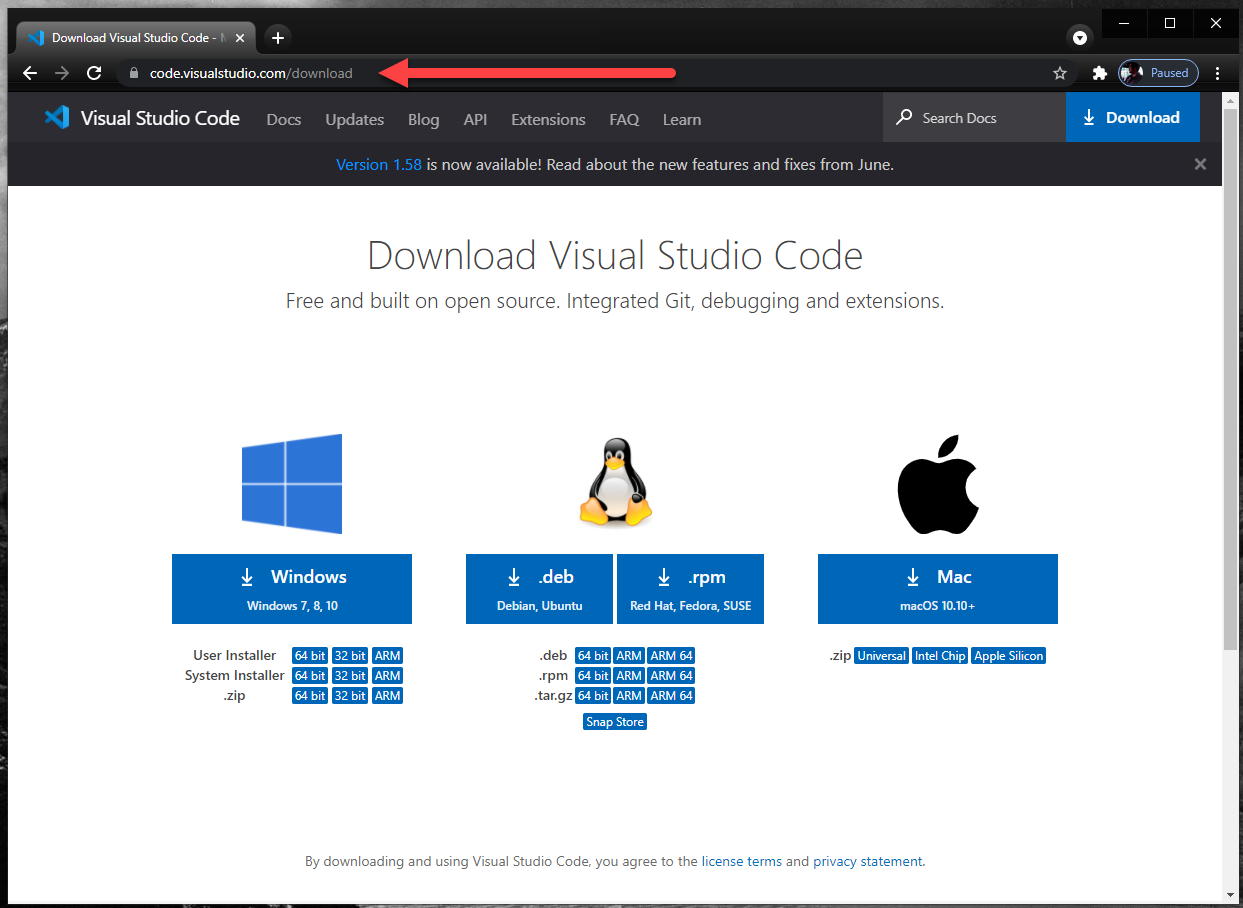 Download Visual Studio Code -
code.visualstudio.com/download
Paused
Visual Studio Code Docs Updates Blog API Extensions FAQ Learn Search Docs Download
Version 1.58 is now available! Read about the new features and fixes from June.
Download Visual Studio Code
Free and built on open source. Integrated Git, debugging and extensions.
Windows
Windows 7, 8, 10
User Installer 64 bit 32 bit ARM
System Installer 64 bit 32 bit ARM
.zip 64 bit 32 bit ARM
.deb
Debian, Ubuntu
.rpm
Red Hat, Fedora, SUSE
.deb 64 bit ARM ARM 64
.rpm 64 bit ARM ARM 64
.tar.gz 64 bit ARM ARM 64
Snap Store
Mac
macOS 10.10+
.zip Universal Intel Chip Apple Silicon
By downloading and using Visual Studio Code, you agree to the license terms and privacy statement.